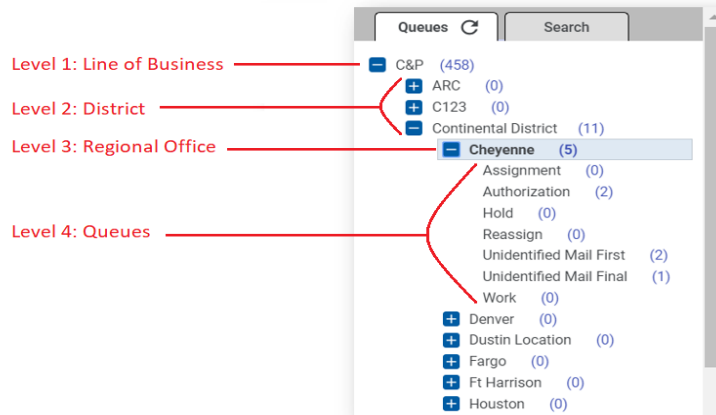 Queues Search
Level 1: Line of Business C&P (458)
ARC (0)
Level 2: District C123 (0)
Continental District (11)
Level 3: Regional Office Cheyenne (5)
Assignment (0)
Authorization (2)
Hold (0)
Level 4: Queues Reassign (0)
Unidentified Mail First (2)
Unidentified Mail Final (1)
Work (0)
Denver (0)
Dustin Location (0)
Fargo (0)
Ft Harrison (0)
Houston (0)